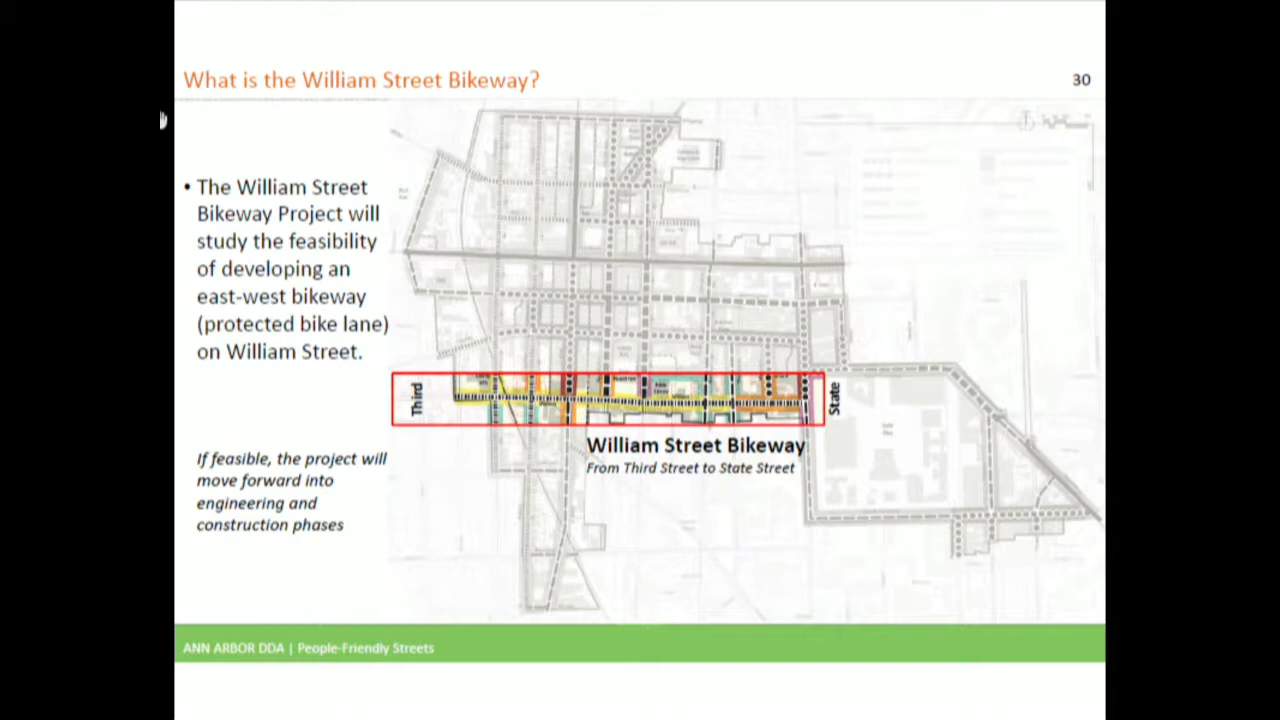 What is the William Street Bikeway?
30
• The William Street
Bikeway Project will
study the feasibility
of developing an
east-west bikeway
(protected bike lane)
on William Street.
If feasible, the project will
move forward into
engineering and
construction phases
Third
State
William Street Bikeway
From Third Street to State Street
ANN ARBOR DDA | People-Friendly Streets